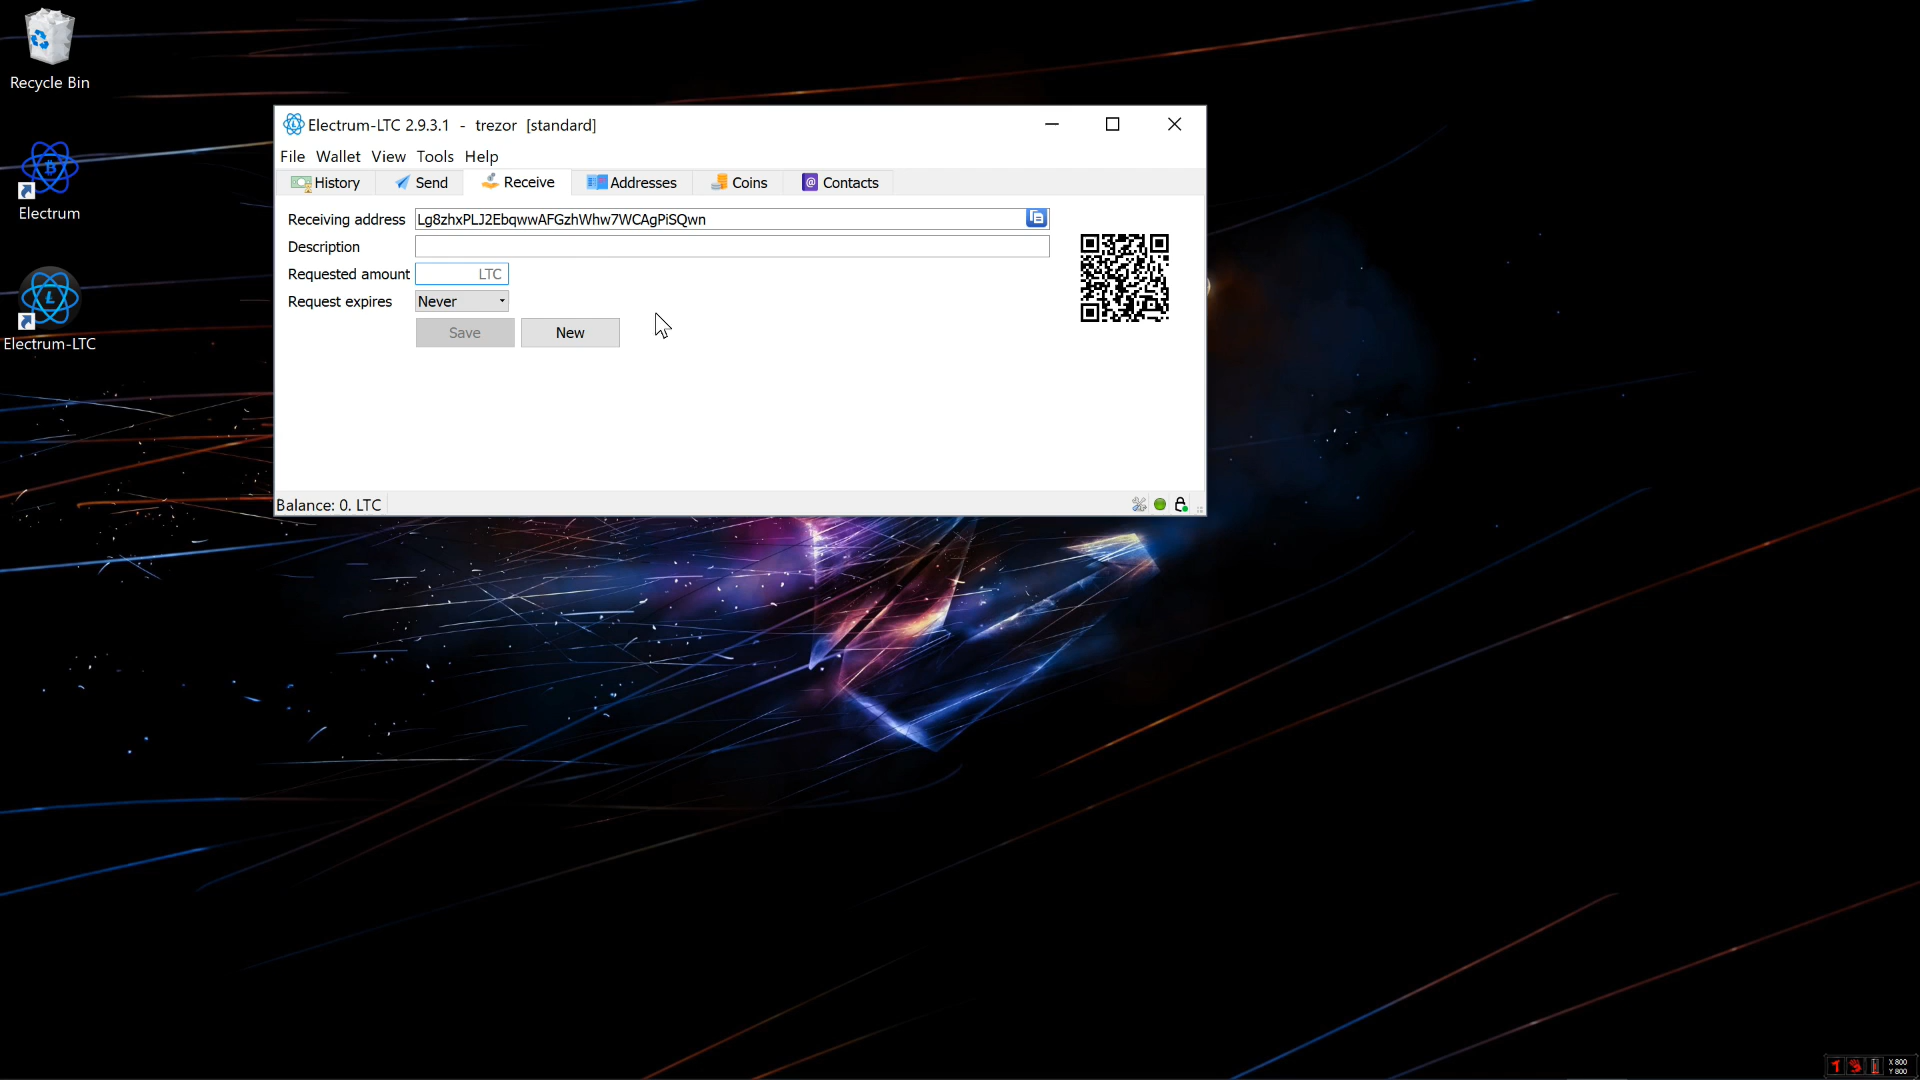 Recycle Bin
Electrum
Electrum-LTC
Electrum-LTC 2.9.3.1 - trezor [standard]
File Wallet View Tools Help
History Send Receive Addresses Coins Contacts
Receiving address Lg8zhxPLJ2EbqwwAFGzhWhw7WCAgPiSQwn
Description
Requested amount LTC
Request expires Never
Save New
Balance: 0. LTC
X 800
Y 800